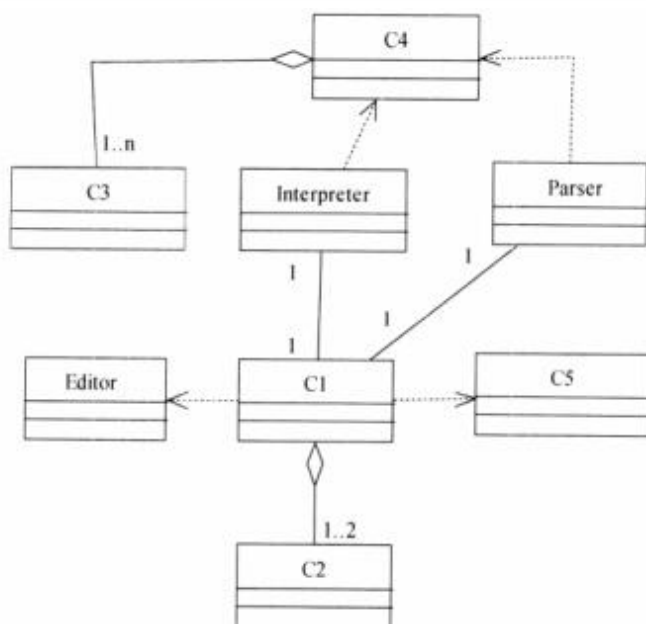 C4
1..n
C3
Interpreter
Parser
1
1
1
1
Editor
C1
C5
1..2
C2